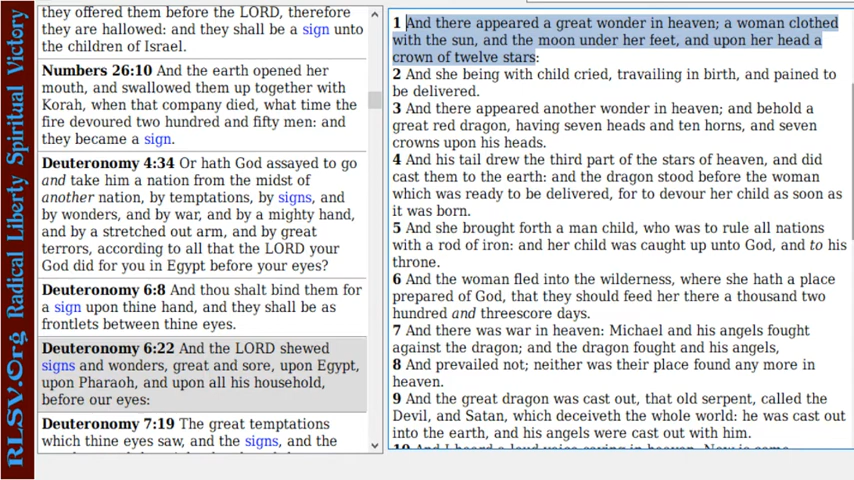 RLSV.Org Radical Liberty Spiritual Victory
they offered them before the LORD, therefore
they are hallowed: and they shall be a sign unto
the children of Israel.
Numbers 26:10 And the earth opened her
mouth, and swallowed them up together with
Korah, when that company died, what time the
fire devoured two hundred and fifty men: and
they became a sign.
Deuteronomy 4:34 Or hath God assayed to go
and take him a nation from the midst of
another nation, by temptations, by signs, and
by wonders, and by war, and by a mighty hand,
and by a stretched out arm, and by great
terrors, according to all that the LORD your
God did for you in Egypt before your eyes?
Deuteronomy 6:8 And thou shalt bind them for
a sign upon thine hand, and they shall be as
frontlets between thine eyes.
Deuteronomy 6:22 And the LORD shewed
signs and wonders, great and sore, upon Egypt,
upon Pharaoh, and upon all his household,
before our eyes:
Deuteronomy 7:19 The great temptations
which thine eyes saw, and the signs, and the
1 And there appeared a great wonder in heaven; a woman clothed
with the sun, and the moon under her feet, and upon her head a
crown of twelve stars:
2 And she being with child cried, travailing in birth, and pained to
be delivered.
3 And there appeared another wonder in heaven; and behold a
great red dragon, having seven heads and ten horns, and seven
crowns upon his heads.
4 And his tail drew the third part of the stars of heaven, and did
cast them to the earth: and the dragon stood before the woman
which was ready to be delivered, for to devour her child as soon as
it was born.
5 And she brought forth a man child, who was to rule all nations
with a rod of iron: and her child was caught up unto God, and to his
throne.
6 And the woman fled into the wilderness, where she hath a place
prepared of God, that they should feed her there a thousand two
hundred and threescore days.
7 And there was war in heaven: Michael and his angels fought
against the dragon; and the dragon fought and his angels,
8 And prevailed not; neither was their place found any more in
heaven.
9 And the great dragon was cast out, that old serpent, called the
Devil, and Satan, which deceiveth the whole world: he was cast out
into the earth, and his angels were cast out with him.
10 And I heard a loud voice saying in heaven, Now is come